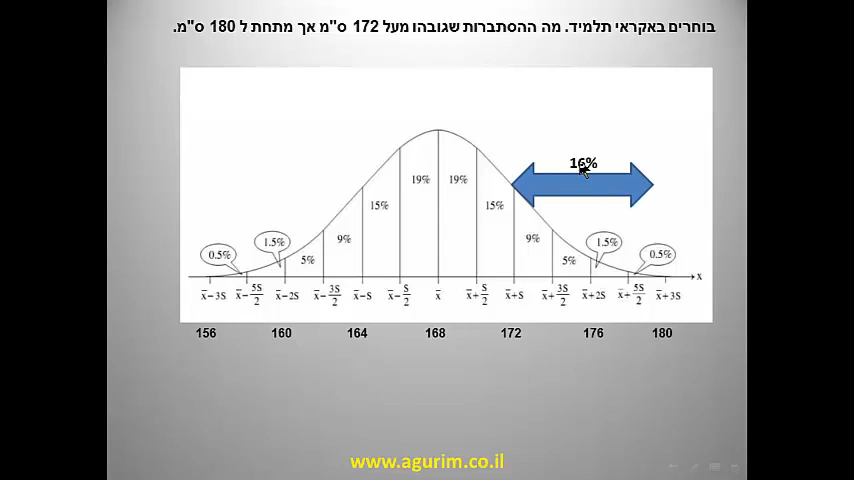 בוחרים באקראי תלמיד. מה ההסתברות שגובהו מעל 172 ס"מ אך מתחת ל 180 ס"מ.
16%
19% 19%
15% 15%
9% 9%
5% 5%
1.5% 1.5%
0.5% 0.5%
x
x̄−3S x̄−5S/2 x̄−2S x̄−3S/2 x̄−S x̄−S/2 x̄ x̄+S/2 x̄+S x̄+3S/2 x̄+2S x̄+5S/2 x̄+3S
156 160 164 168 172 176 180
www.agurim.co.il